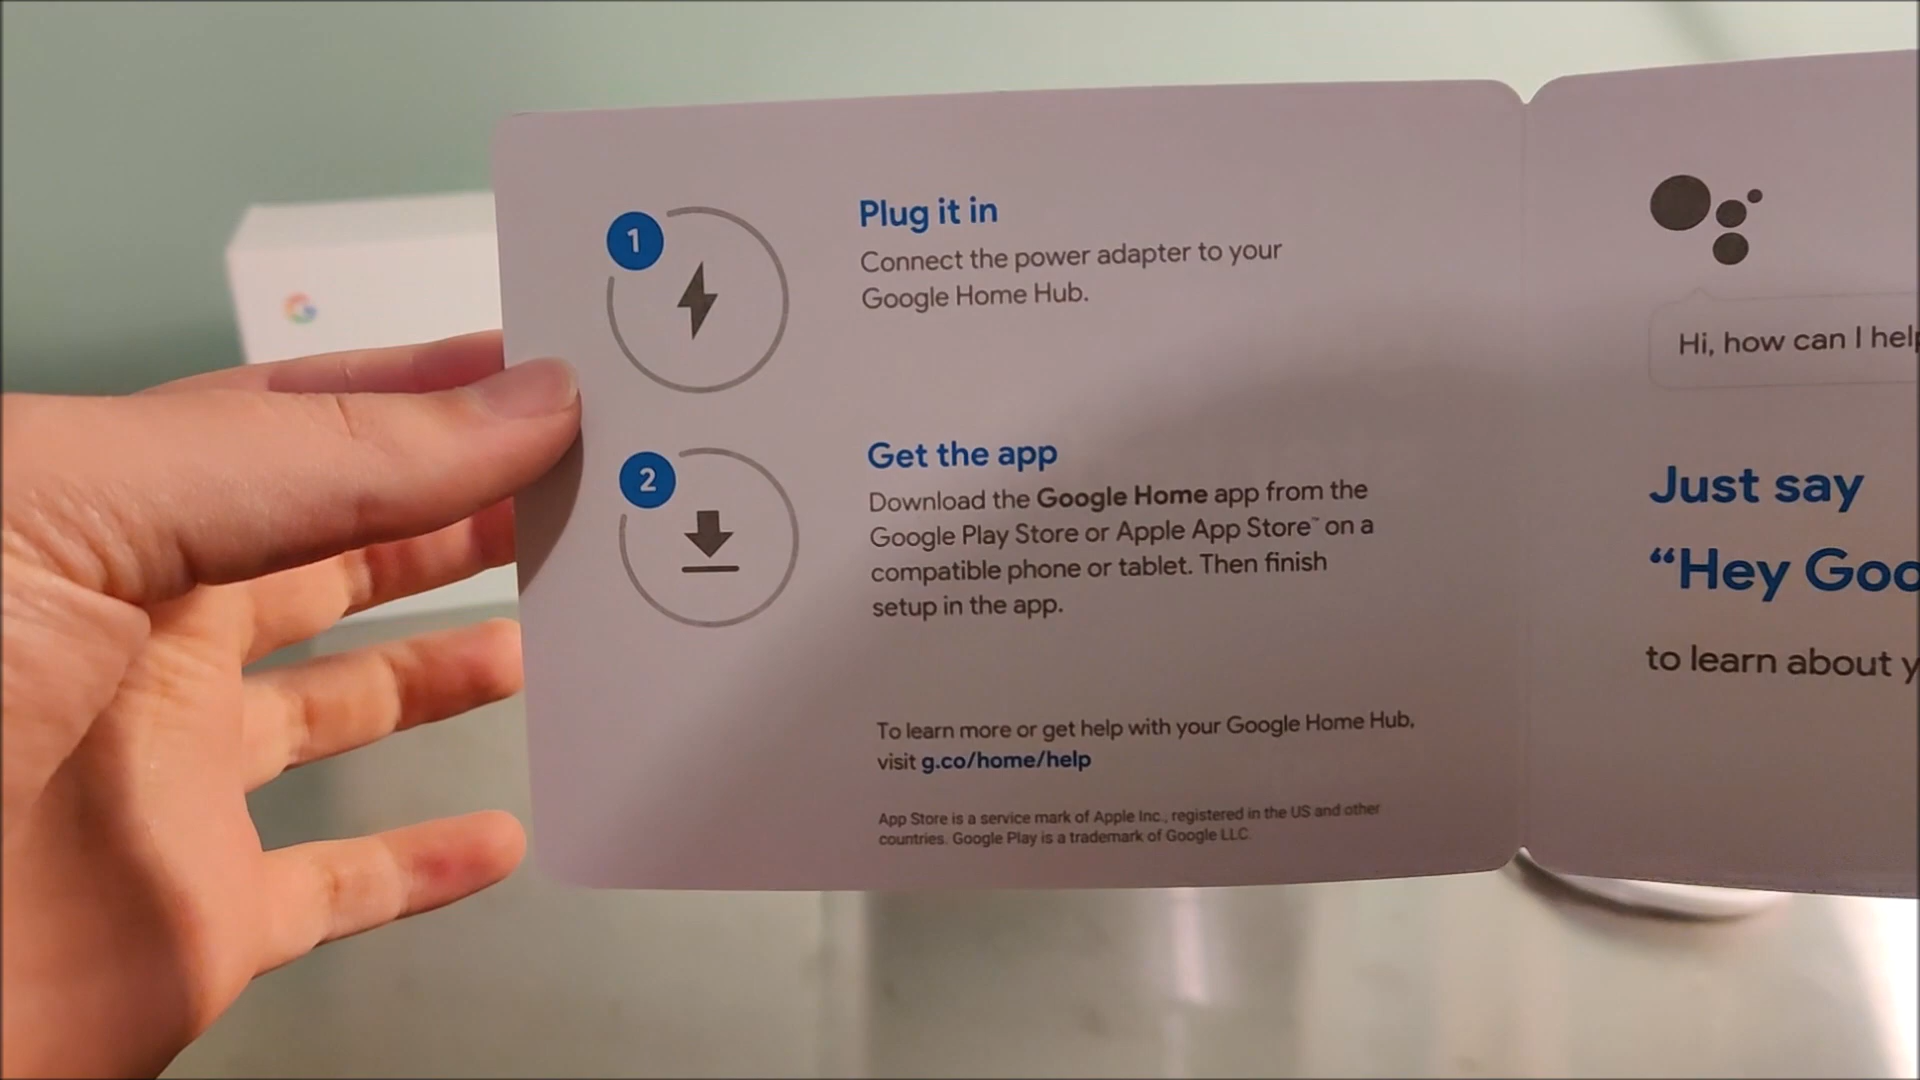 1
Plug it in
Connect the power adapter to your
Google Home Hub.
2
Get the app
Download the Google Home app from the
Google Play Store or Apple App Store™ on a
compatible phone or tablet. Then finish
setup in the app.
To learn more or get help with your Google Home Hub,
visit g.co/home/help
App Store is a service mark of Apple Inc., registered in the US and other
countries. Google Play is a trademark of Google LLC.
Hi, how can I help
Just say
“Hey Goo
to learn about y
G